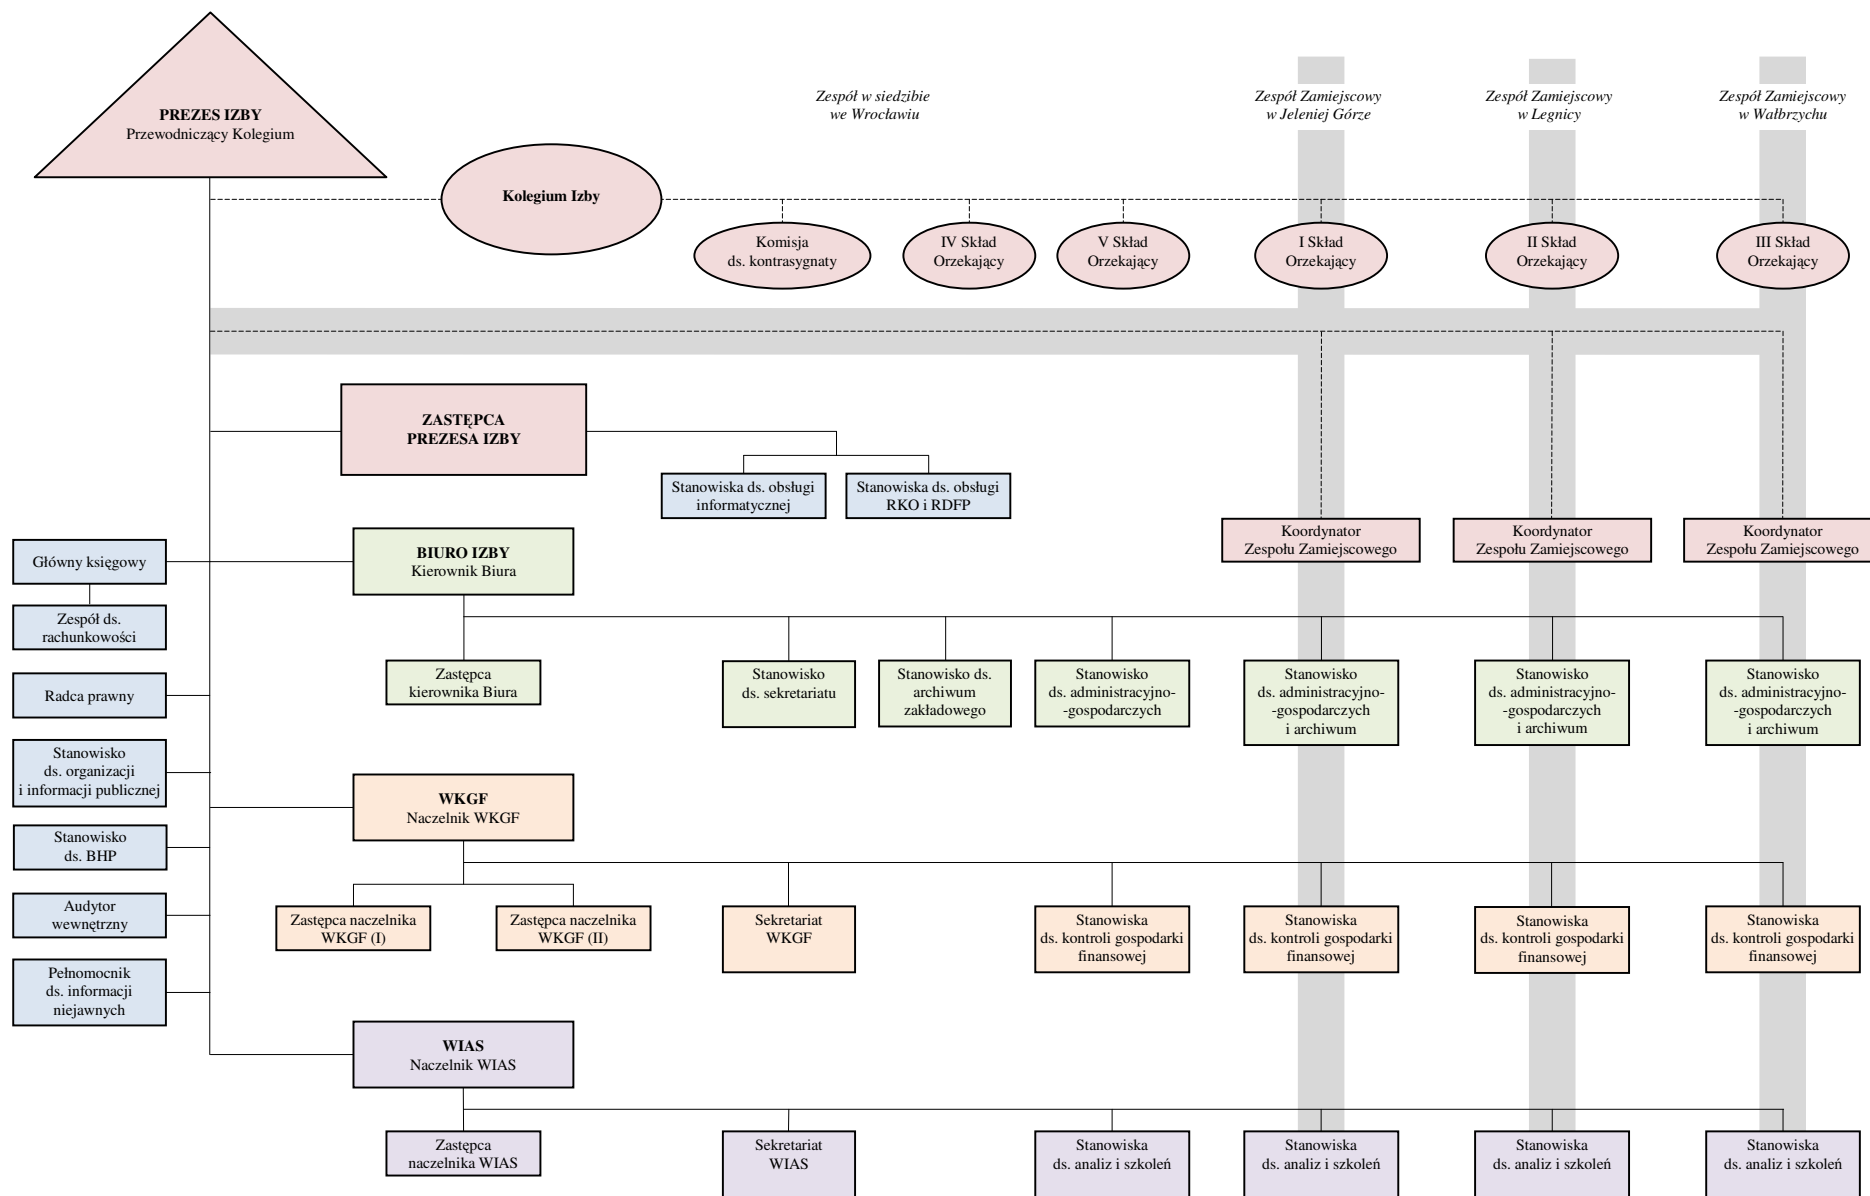 PREZES IZBY
Przewodniczący Kolegium
Zespół w siedzibie
we Wrocławiu
Zespół Zamiejscowy
w Jeleniej Górze
Zespół Zamiejscowy
w Legnicy
Zespół Zamiejscowy
w Wałbrzychu
Kolegium Izby
Komisja
ds. kontrasygnaty
IV Skład
Orzekający
V Skład
Orzekający
I Skład
Orzekający
II Skład
Orzekający
III Skład
Orzekający
ZASTĘPCA
PREZESA IZBY
Stanowiska ds. obsługi
informatycznej
Stanowiska ds. obsługi
RKO i RDFP
Koordynator
Zespołu Zamiejscowego
Koordynator
Zespołu Zamiejscowego
Koordynator
Zespołu Zamiejscowego
Główny księgowy
BIURO IZBY
Kierownik Biura
Zespół ds.
rachunkowości
Zastępca
kierownika Biura
Stanowisko
ds. sekretariatu
Stanowisko ds.
archiwum
zakładowego
Stanowisko
ds. administracyjno-
-gospodarczych
Stanowisko
ds. administracyjno-
-gospodarczych
i archiwum
Stanowisko
ds. administracyjno-
-gospodarczych
i archiwum
Stanowisko
ds. administracyjno-
-gospodarczych
i archiwum
Radca prawny
Stanowisko
ds. organizacji
i informacji publicznej
WKGF
Naczelnik WKGF
Stanowisko
ds. BHP
Audytor
wewnętrzny
Zastępca naczelnika
WKGF (I)
Zastępca naczelnika
WKGF (II)
Sekretariat
WKGF
Stanowiska
ds. kontroli gospodarki
finansowej
Stanowiska
ds. kontroli gospodarki
finansowej
Stanowiska
ds. kontroli gospodarki
finansowej
Stanowiska
ds. kontroli gospodarki
finansowej
Pełnomocnik
ds. informacji
niejawnych
WIAS
Naczelnik WIAS
Zastępca
naczelnika WIAS
Sekretariat
WIAS
Stanowiska
ds. analiz i szkoleń
Stanowiska
ds. analiz i szkoleń
Stanowiska
ds. analiz i szkoleń
Stanowiska
ds. analiz i szkoleń